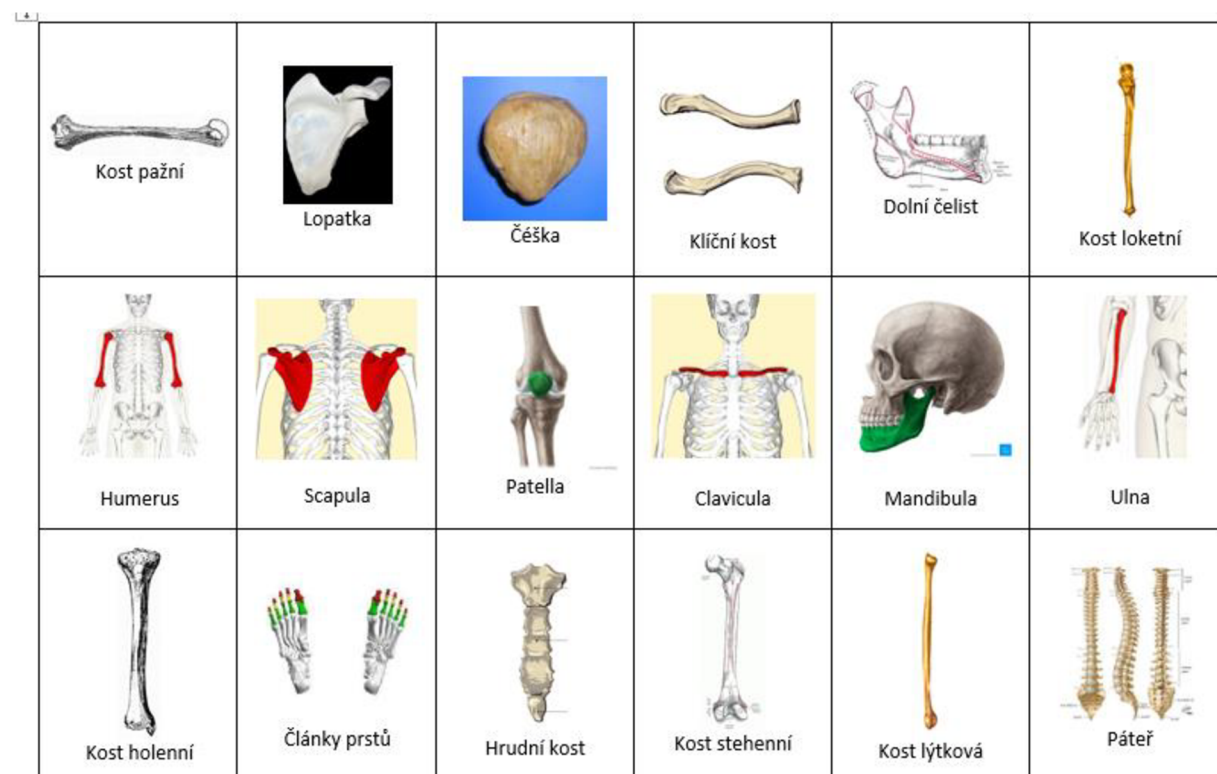 Kost pažní
Lopatka
Čéška
Klíční kost
Dolní čelist
Kost loketní
Humerus
Scapula
Patella
Clavicula
Mandibula
Ulna
Kost holenní
Články prstů
Hrudní kost
Kost stehenní
Kost lýtková
Páteř